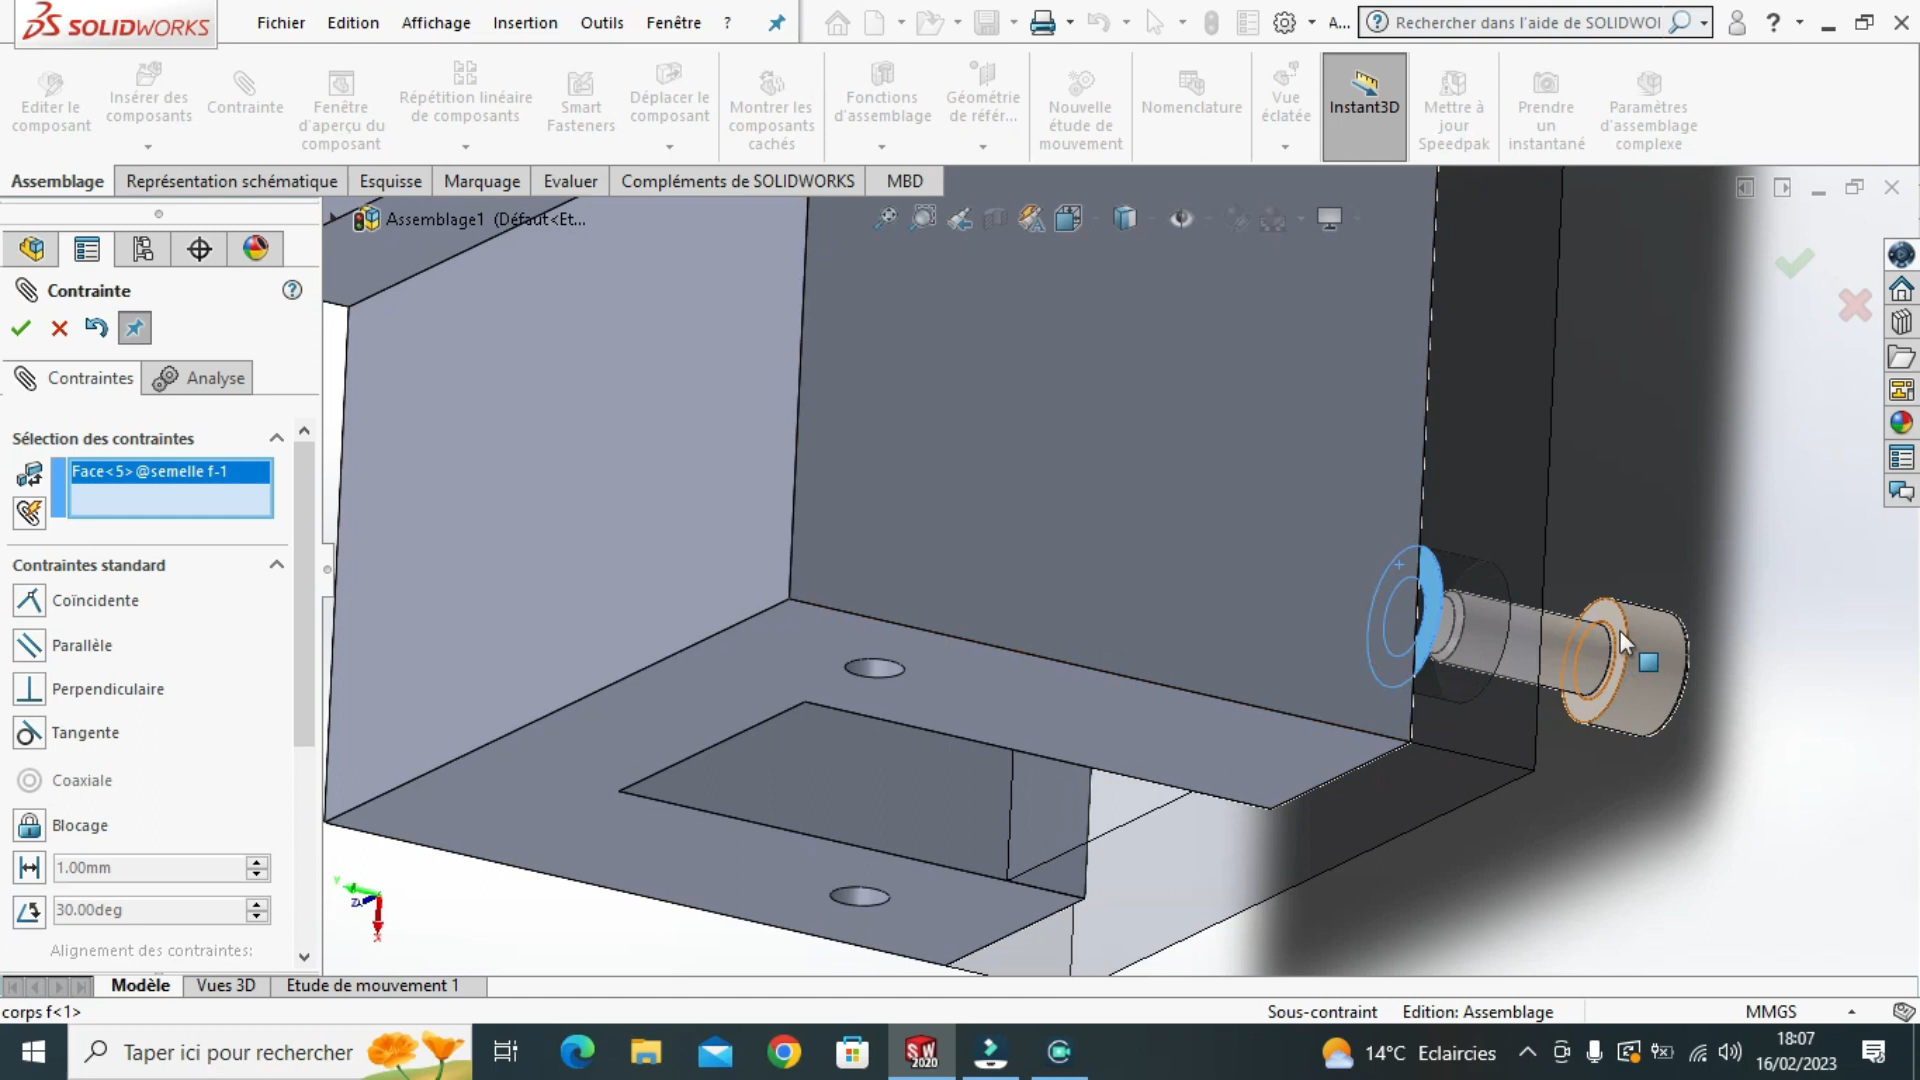 SOLIDWORKS
Fichier Edition Affichage Insertion Outils Fenêtre ?
A... Rechercher dans l'aide de SOLIDWOI
Editer le composant
Insérer des composants
Contrainte
Fenêtre d'aperçu du composant
Répétition linéaire de composants
Smart Fasteners
Déplacer le composant
Montrer les composants cachés
Fonctions d'assemblage
Géométrie de référ...
Nouvelle étude de mouvement
Nomenclature
Vue éclatée
Instant3D
Mettre à jour Speedpak
Prendre un instantané
Paramètres d'assemblage complexe
Assemblage Représentation schématique Esquisse Marquage Evaluer Compléments de SOLIDWORKS MBD
Assemblage1 (Défaut<Et...
Contrainte
Contraintes Analyse
Sélection des contraintes
Face<5>@semelle f-1
Contraintes standard
Coïncidente
Parallèle
Perpendiculaire
Tangente
Coaxiale
Blocage
1.00mm
30.00deg
Alignement des contraintes:
Modèle Vues 3D Etude de mouvement 1
corps f<1> Sous-contraint Edition: Assemblage MMGS
Taper ici pour rechercher
SW 2020
14°C Eclaircies
18:07
16/02/2023